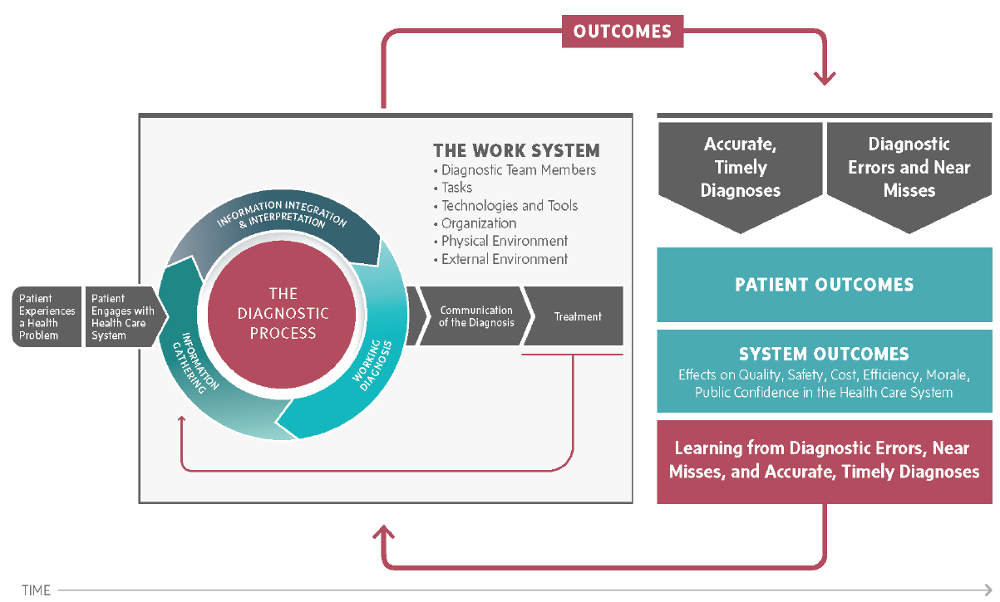 OUTCOMES
THE WORK SYSTEM
• Diagnostic Team Members
• Tasks
• Technologies and Tools
• Organization
• Physical Environment
• External Environment
INFORMATION INTEGRATION
& INTERPRETATION
THE
DIAGNOSTIC
PROCESS
INFORMATION
GATHERING
WORKING
DIAGNOSIS
Patient
Experiences
a Health
Problem
Patient
Engages with
Health Care
System
Communication
of the Diagnosis
Treatment
Accurate,
Timely
Diagnoses
Diagnostic
Errors and Near
Misses
PATIENT OUTCOMES
SYSTEM OUTCOMES
Effects on Quality, Safety, Cost, Efficiency, Morale,
Public Confidence in the Health Care System
Learning from Diagnostic Errors, Near
Misses, and Accurate, Timely Diagnoses
TIME